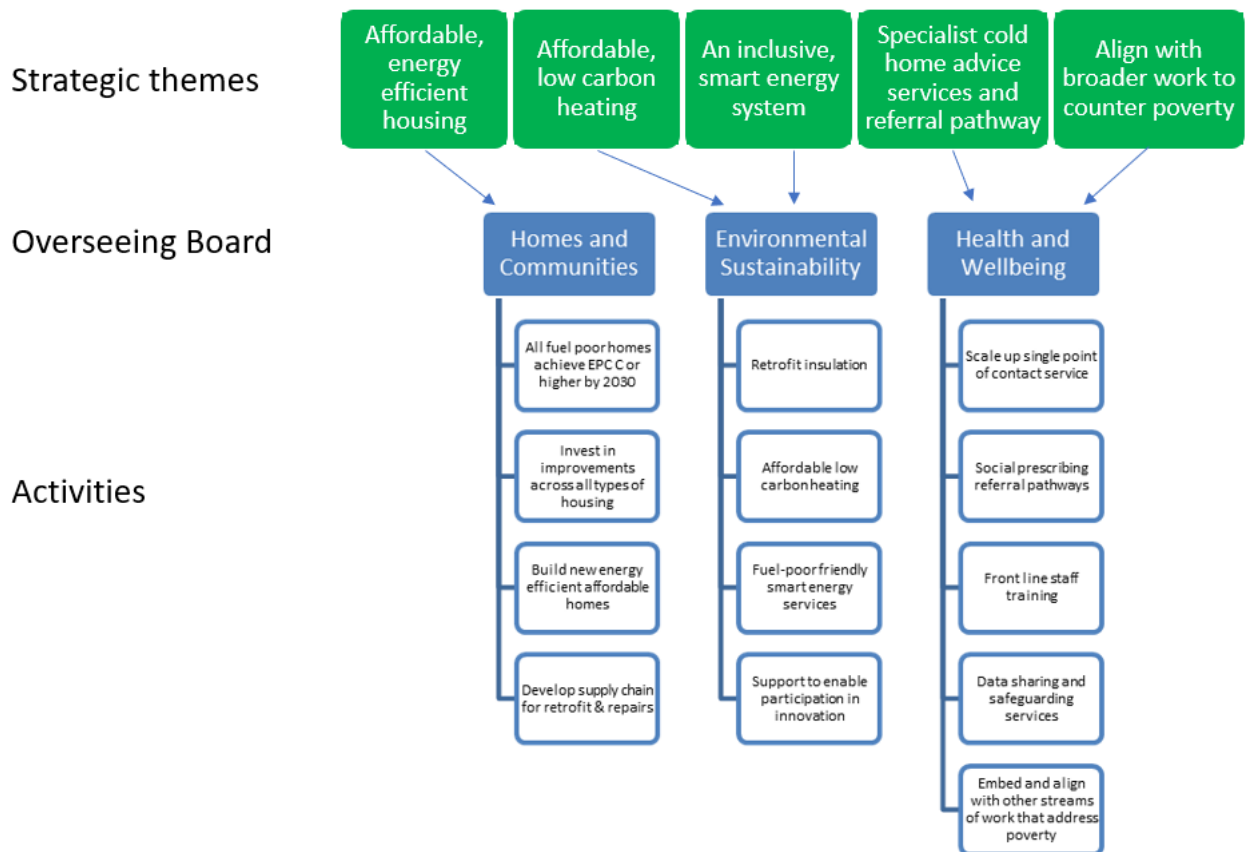 Strategic themes
Affordable,
energy
efficient
housing
Affordable,
low carbon
heating
An inclusive,
smart energy
system
Specialist cold
home advice
services and
referral pathway
Align with
broader work to
counter poverty
Overseeing Board
Homes and
Communities
Environmental
Sustainability
Health and
Wellbeing
Activities
All fuel poor homes
achieve EPC C or
higher by 2030
Invest in
improvements
across all types of
housing
Build new energy
efficient affordable
homes
Develop supply chain
for retrofit & repairs
Retrofit insulation
Affordable low
carbon heating
Fuel-poor friendly
smart energy
services
Support to enable
participation in
innovation
Scale up single point
of contact service
Social prescribing
referral pathways
Front line staff
training
Data sharing and
safeguarding
services
Embed and align
with other streams
of work that address
poverty